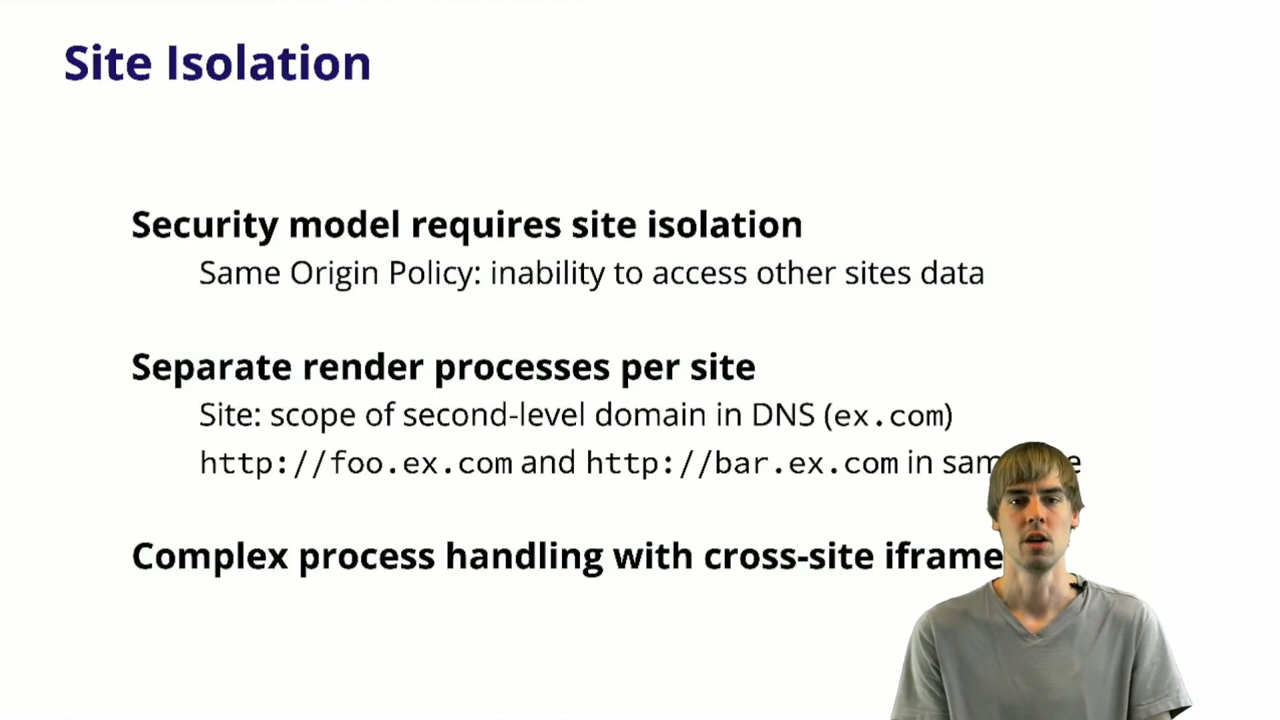 Site Isolation
Security model requires site isolation
Same Origin Policy: inability to access other sites data
Separate render processes per site
Site: scope of second-level domain in DNS (ex.com)
http://foo.ex.com and http://bar.ex.com in
Complex process handling with cross-site